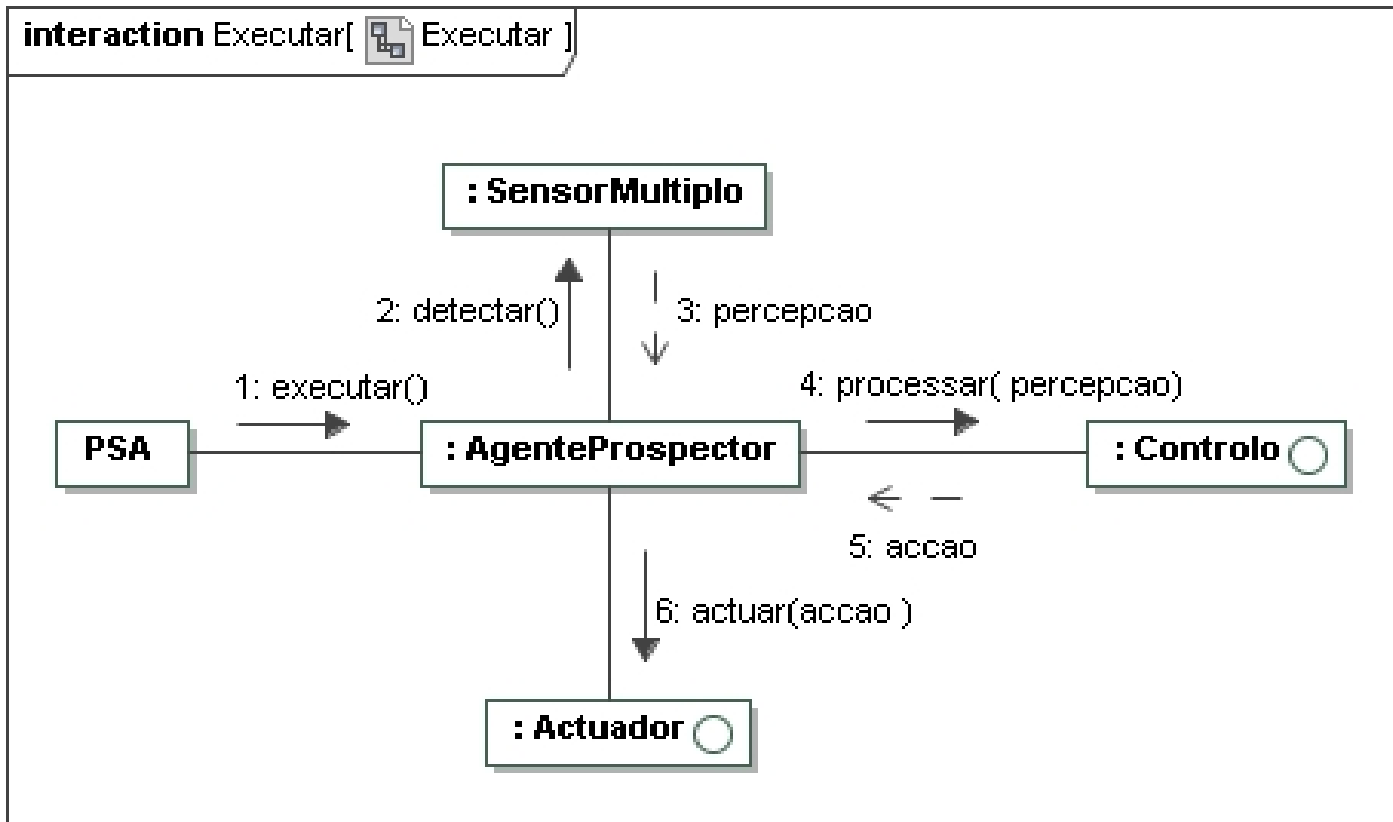 interaction Executar[ Executar ]
: SensorMultiplo
2: detectar()
3: percepcao
1: executar()
4: processar( percepcao)
PSA
: AgenteProspector
: Controlo
5: accao
6: actuar(accao )
: Actuador